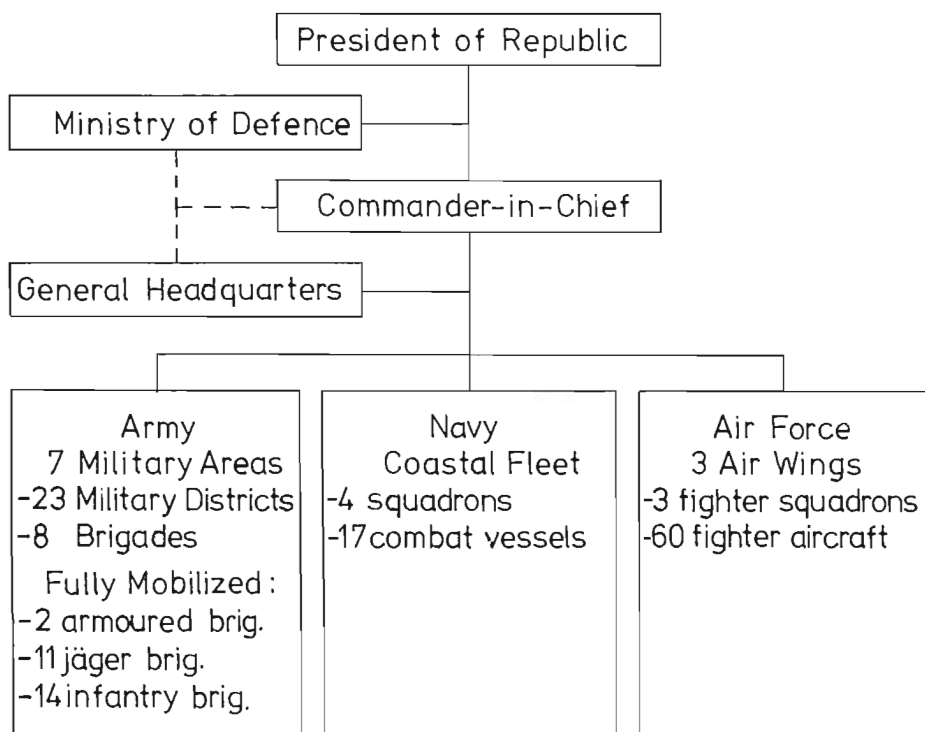 President of Republic
Ministry of Defence
Commander-in-Chief
General Headquarters
Army
7 Military Areas
-23 Military Districts
-8 Brigades
Fully Mobilized:
-2 armoured brig.
-11 jäger brig.
-14 infantry brig.
Navy
Coastal Fleet
-4 squadrons
-17 combat vessels
Air Force
3 Air Wings
-3 fighter squadrons
-60 fighter aircraft